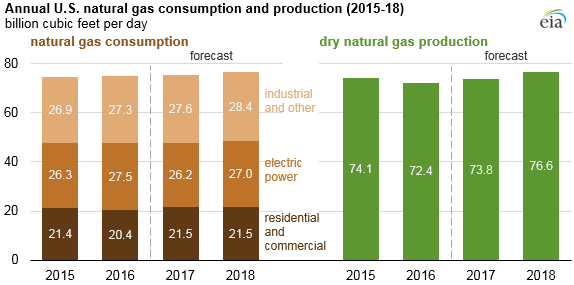 Annual U.S. natural gas consumption and production (2015-18)
billion cubic feet per day
eia
natural gas consumption
dry natural gas production
forecast
forecast
80
60
40
20
0
26.9 27.3 27.6 28.4
industrial
and other
26.3 27.5 26.2 27.0
electric
power
21.4 20.4 21.5 21.5
residential
and
commercial
2015 2016 2017 2018
74.1 72.4 73.8 76.6
2015 2016 2017 2018